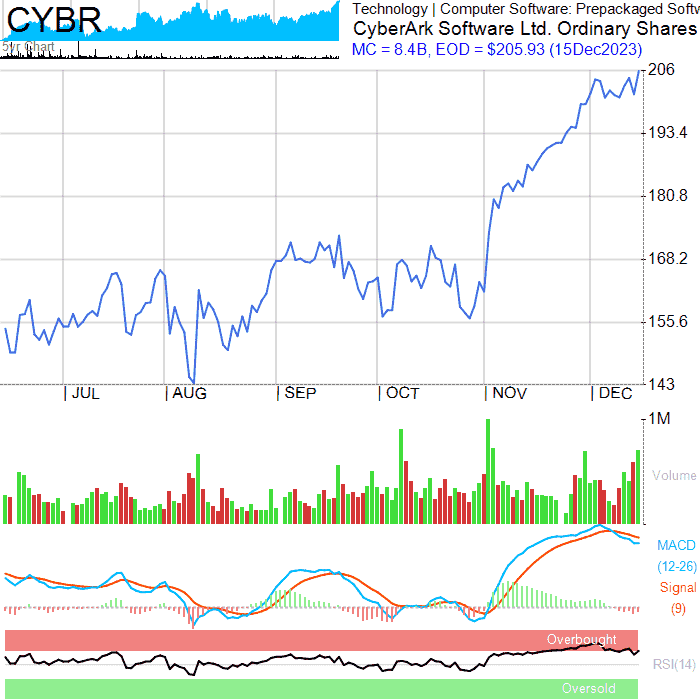 CYBR
5yr Chart
Technology | Computer Software: Prepackaged Softw
CyberArk Software Ltd. Ordinary Shares
MC = 8.4B, EOD = $205.93 (15Dec2023)
206
193.4
180.8
168.2
155.6
143
JUL
AUG
SEP
OCT
NOV
DEC
1M
Volume
MACD
(12-26)
Signal
(9)
Overbought
RSI(14)
Oversold